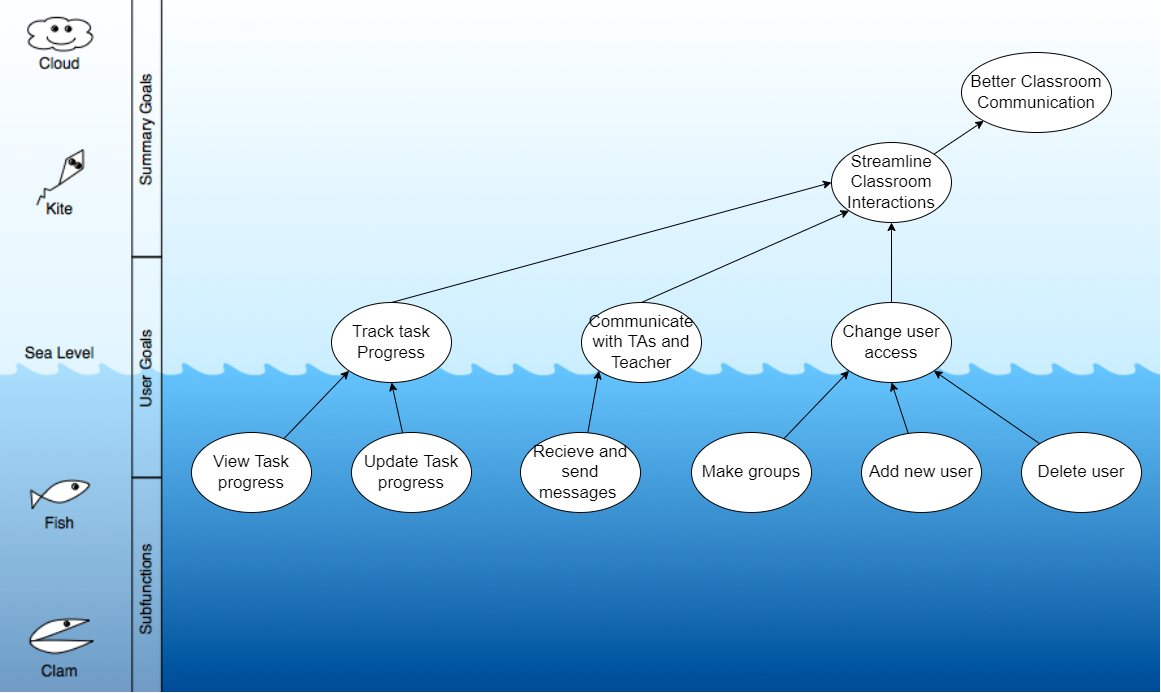 Cloud
Kite
Sea Level
Fish
Clam
Summary Goals
User Goals
Subfunctions
Better Classroom
Communication
Streamline
Classroom
Interactions
Track task
Progress
Communicate
with TAs and
Teacher
Change user
access
View Task
progress
Update Task
progress
Recieve and
send
messages
Make groups
Add new user
Delete user